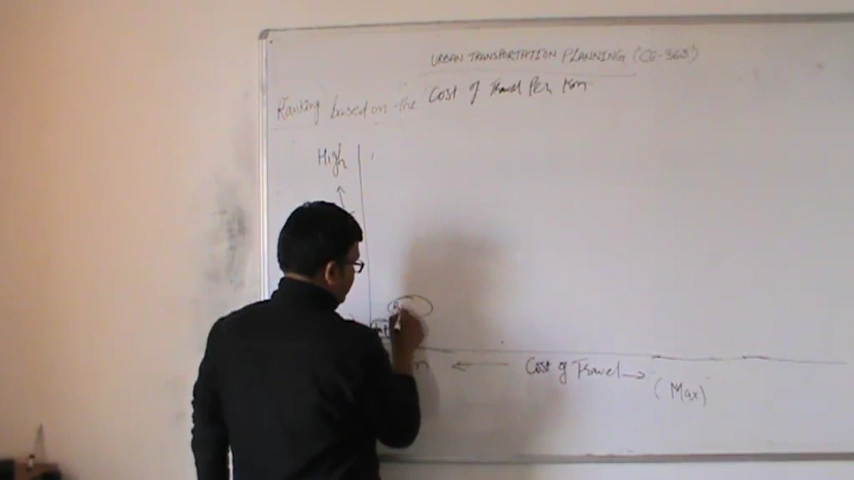 URBAN TRANSPORTATION PLANNING (CE-363)
Ranking based on the Cost of Travel Per Km
High
Cost of Travel
(Max)